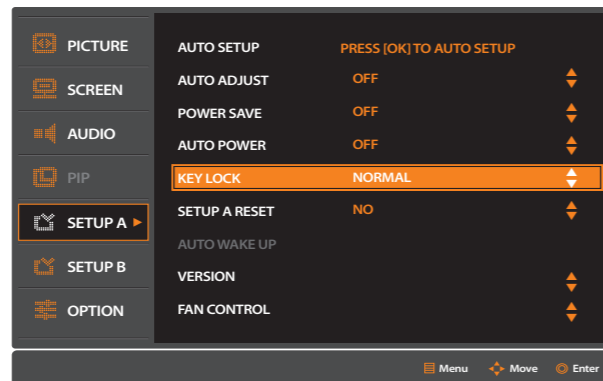 PICTURE
SCREEN
AUDIO
PIP
SETUP A
SETUP B
OPTION
AUTO SETUP PRESS [OK] TO AUTO SETUP
AUTO ADJUST OFF
POWER SAVE OFF
AUTO POWER OFF
KEY LOCK NORMAL
SETUP A RESET NO
AUTO WAKE UP
VERSION
FAN CONTROL
Menu Move Enter